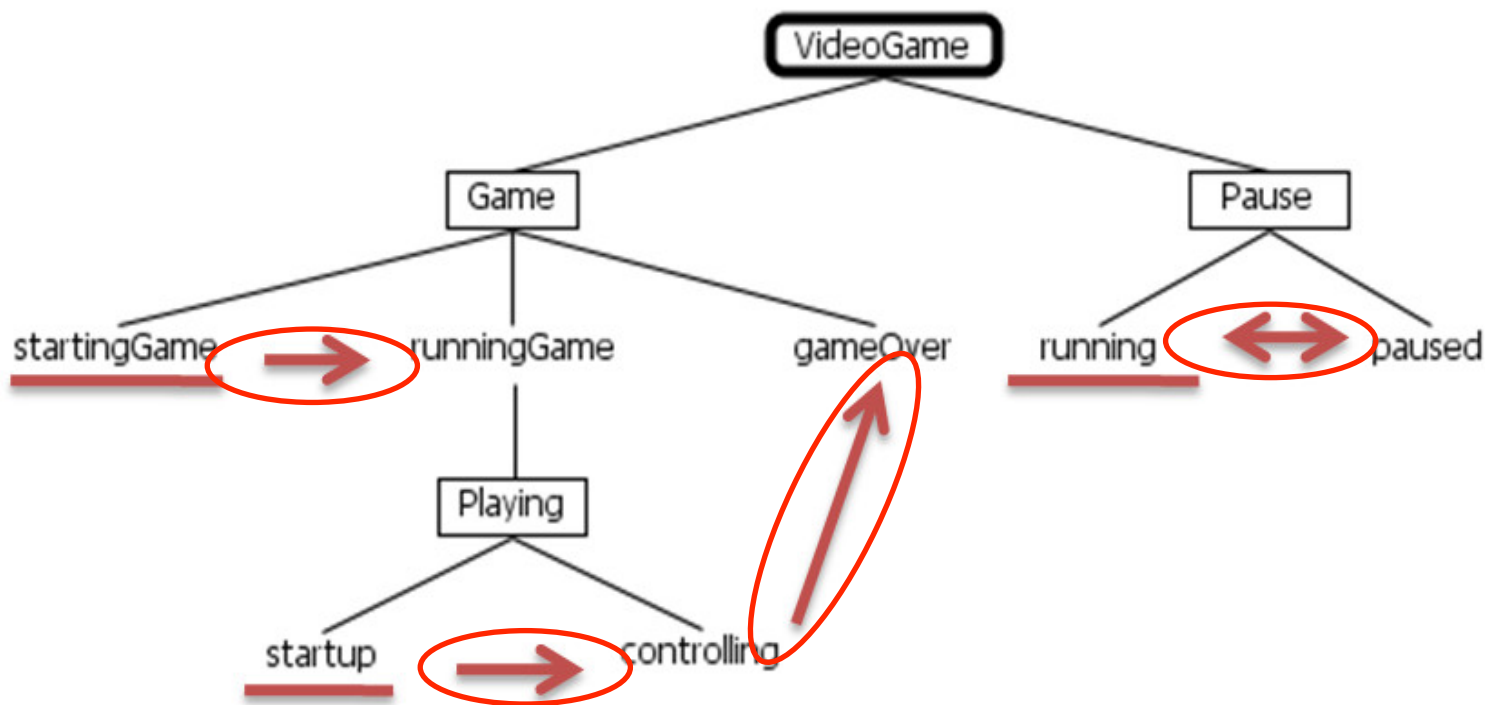 VideoGame
Game
Pause
startingGame
runningGame
gameOver
running
paused
Playing
startup
controlling